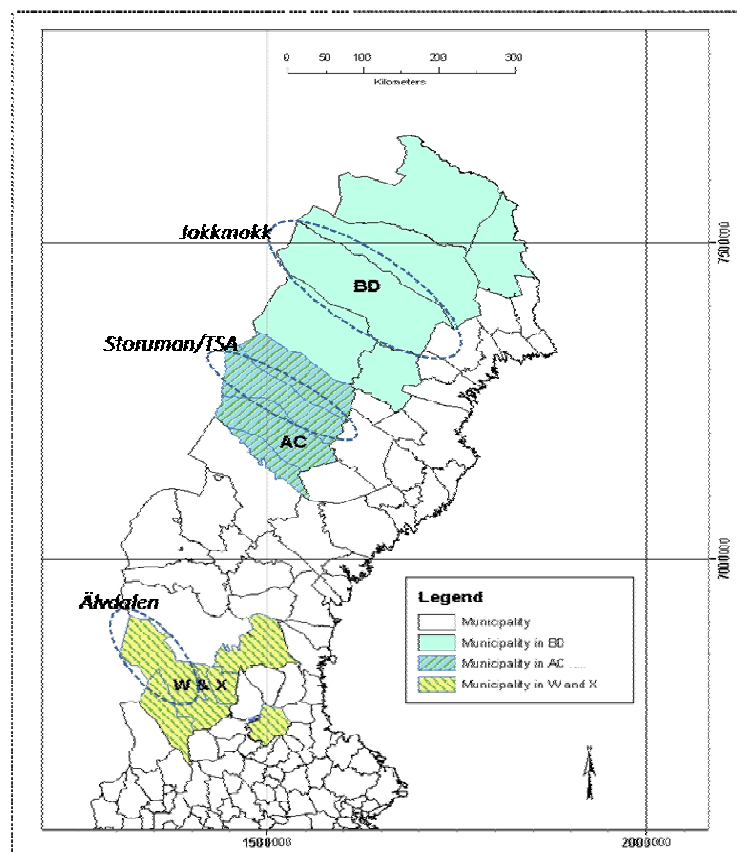 0 50 100 200 300
Kilometers
Jokkmokk
7500000
BD
Storuman/TSA
AC
7000000
Älvdalen
Legend
Municipality
Municipality in BD
Municipality in AC
Municipality in W and X
W & X
1500000 2000000